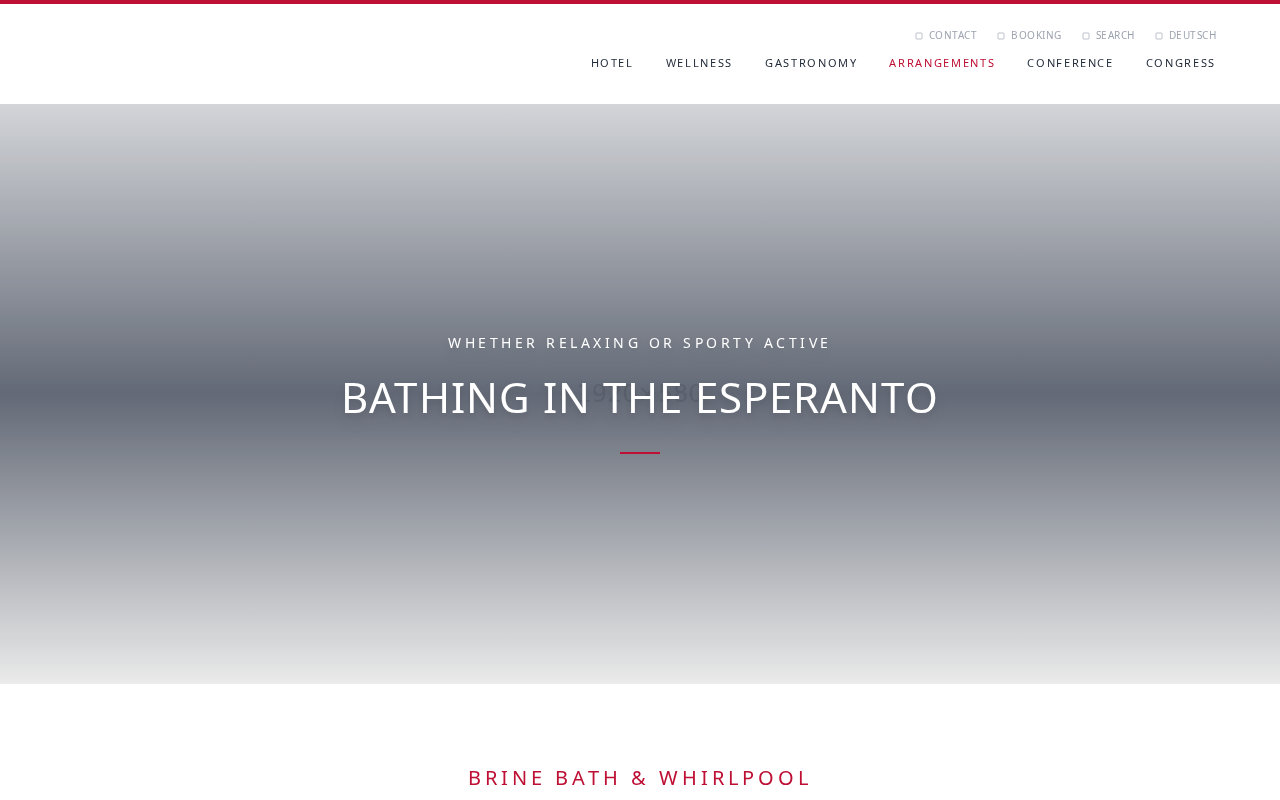 CONTACT BOOKING SEARCH DEUTSCH
HOTEL WELLNESS GASTRONOMY ARRANGEMENTS CONFERENCE CONGRESS
WHETHER RELAXING OR SPORTY ACTIVE
BATHING IN THE ESPERANTO
BRINE BATH & WHIRLPOOL